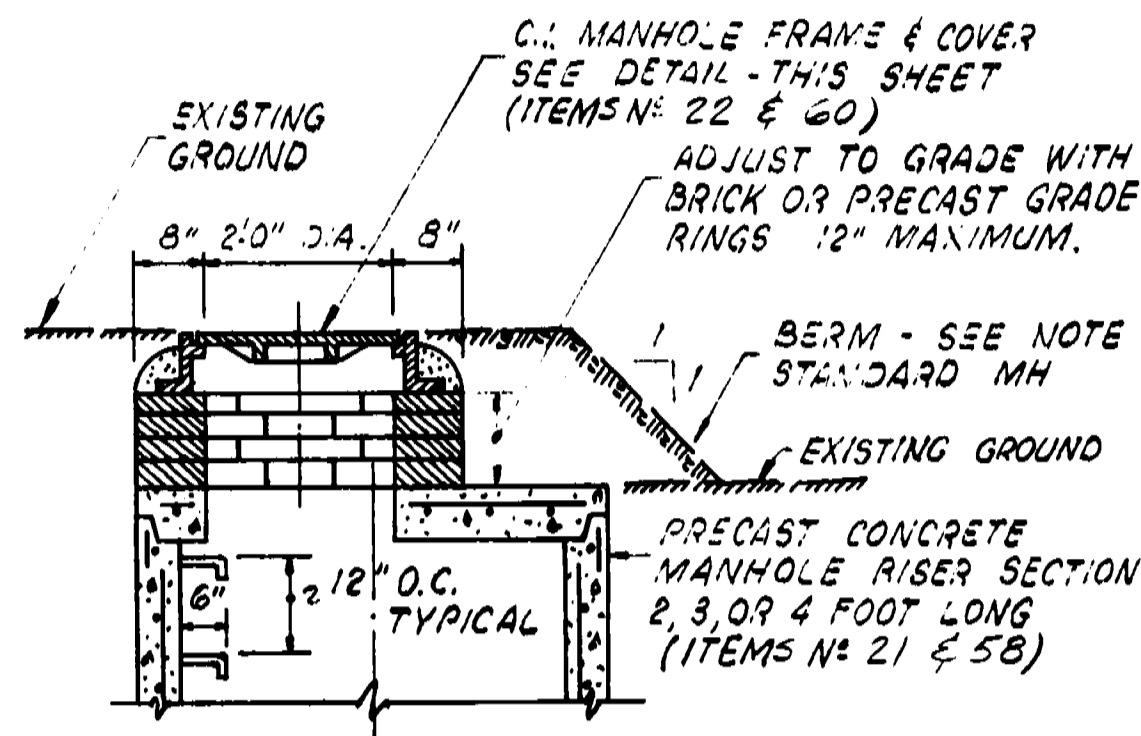 C.I. MANHOLE FRAME & COVER
SEE DETAIL - THIS SHEET
(ITEMS Nº 22 & 60)
EXISTING
GROUND
ADJUST TO GRADE WITH
BRICK OR PRECAST GRADE
RINGS 12" MAXIMUM.
8" 2'-0" DIA. 8"
1
1
BERM - SEE NOTE
STANDARD MH
EXISTING GROUND
PRECAST CONCRETE
MANHOLE RISER SECTION
2, 3, OR 4 FOOT LONG
(ITEMS Nº 21 & 58)
6"
12" O.C.
TYPICAL